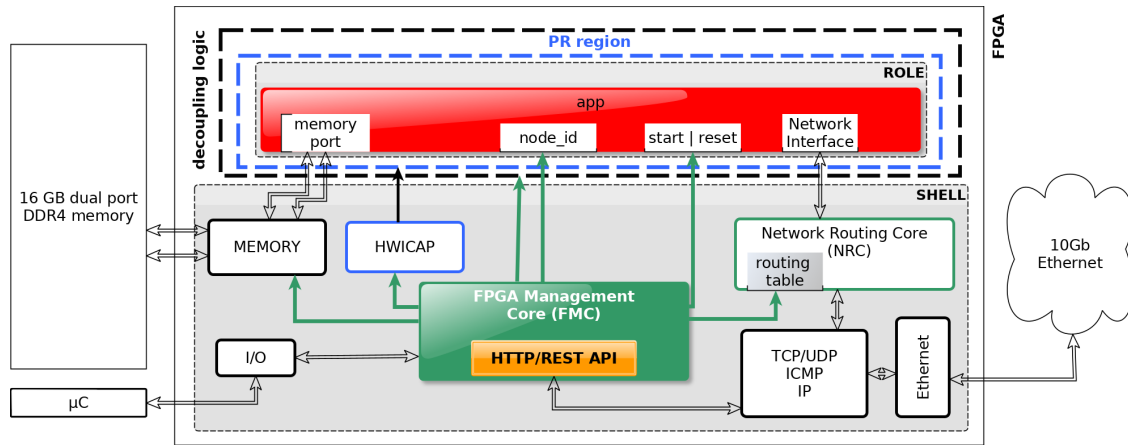 FPGA
decoupling logic
PR region
ROLE
app
memory
port
node_id
start | reset
Network
Interface
16 GB dual port
DDR4 memory
SHELL
MEMORY
HWICAP
Network Routing Core
(NRC)
routing
table
10Gb
Ethernet
FPGA Management
Core (FMC)
HTTP/REST API
I/O
TCP/UDP
ICMP
IP
Ethernet
µC